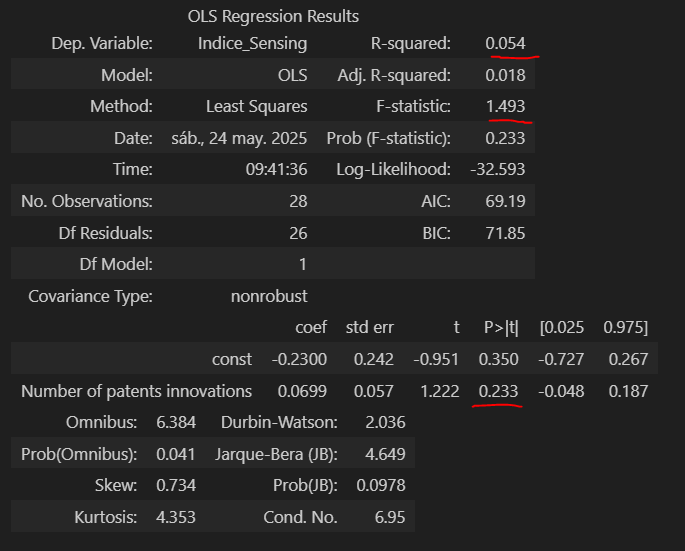 OLS Regression Results
Dep. Variable: Indice_Sensing R-squared: 0.054
Model: OLS Adj. R-squared: 0.018
Method: Least Squares F-statistic: 1.493
Date: sáb., 24 may. 2025 Prob (F-statistic): 0.233
Time: 09:41:36 Log-Likelihood: -32.593
No. Observations: 28 AIC: 69.19
Df Residuals: 26 BIC: 71.85
Df Model: 1
Covariance Type: nonrobust
coef std err t P>|t| [0.025 0.975]
const -0.2300 0.242 -0.951 0.350 -0.727 0.267
Number of patents innovations 0.0699 0.057 1.222 0.233 -0.048 0.187
Omnibus: 6.384 Durbin-Watson: 2.036
Prob(Omnibus): 0.041 Jarque-Bera (JB): 4.649
Skew: 0.734 Prob(JB): 0.0978
Kurtosis: 4.353 Cond. No. 6.95